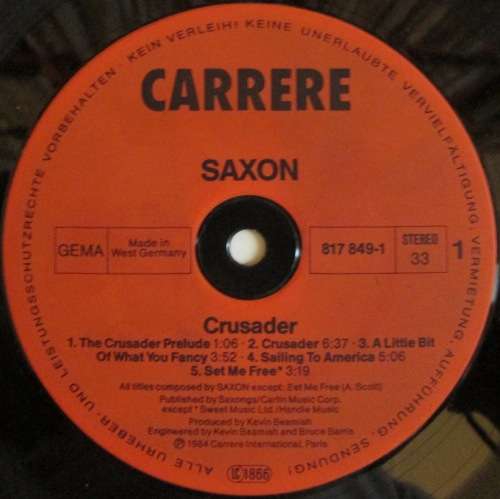 ALLE URHEBER- UND LEISTUNGSSCHUTZRECHTE VORBEHALTEN · KEIN VERLEIH! KEINE UNERLAUBTE VERVIELFÄLTIGUNG, VERMIETUNG, AUFFÜHRUNG, SENDUNG!
CARRERE
SAXON
GEMA
Made in
West Germany
817 849-1
STEREO
33
1
Crusader
1. The Crusader Prelude 1:06 · 2. Crusader 6:37 · 3. A Little Bit
Of What You Fancy 3:52 · 4. Sailing To America 5:06
5. Set Me Free* 3:19
All titles composed by SAXON except: Eet Me Free (A. Scott)
Published by Saxongs/Carlin Music Corp.
except * Sweet Music Ltd./Handle Music
Produced by Kevin Beamish
Engineered by Kevin Beamish and Bruce Barris
Ⓟ 1984 Carrere International, Paris
LC 1866